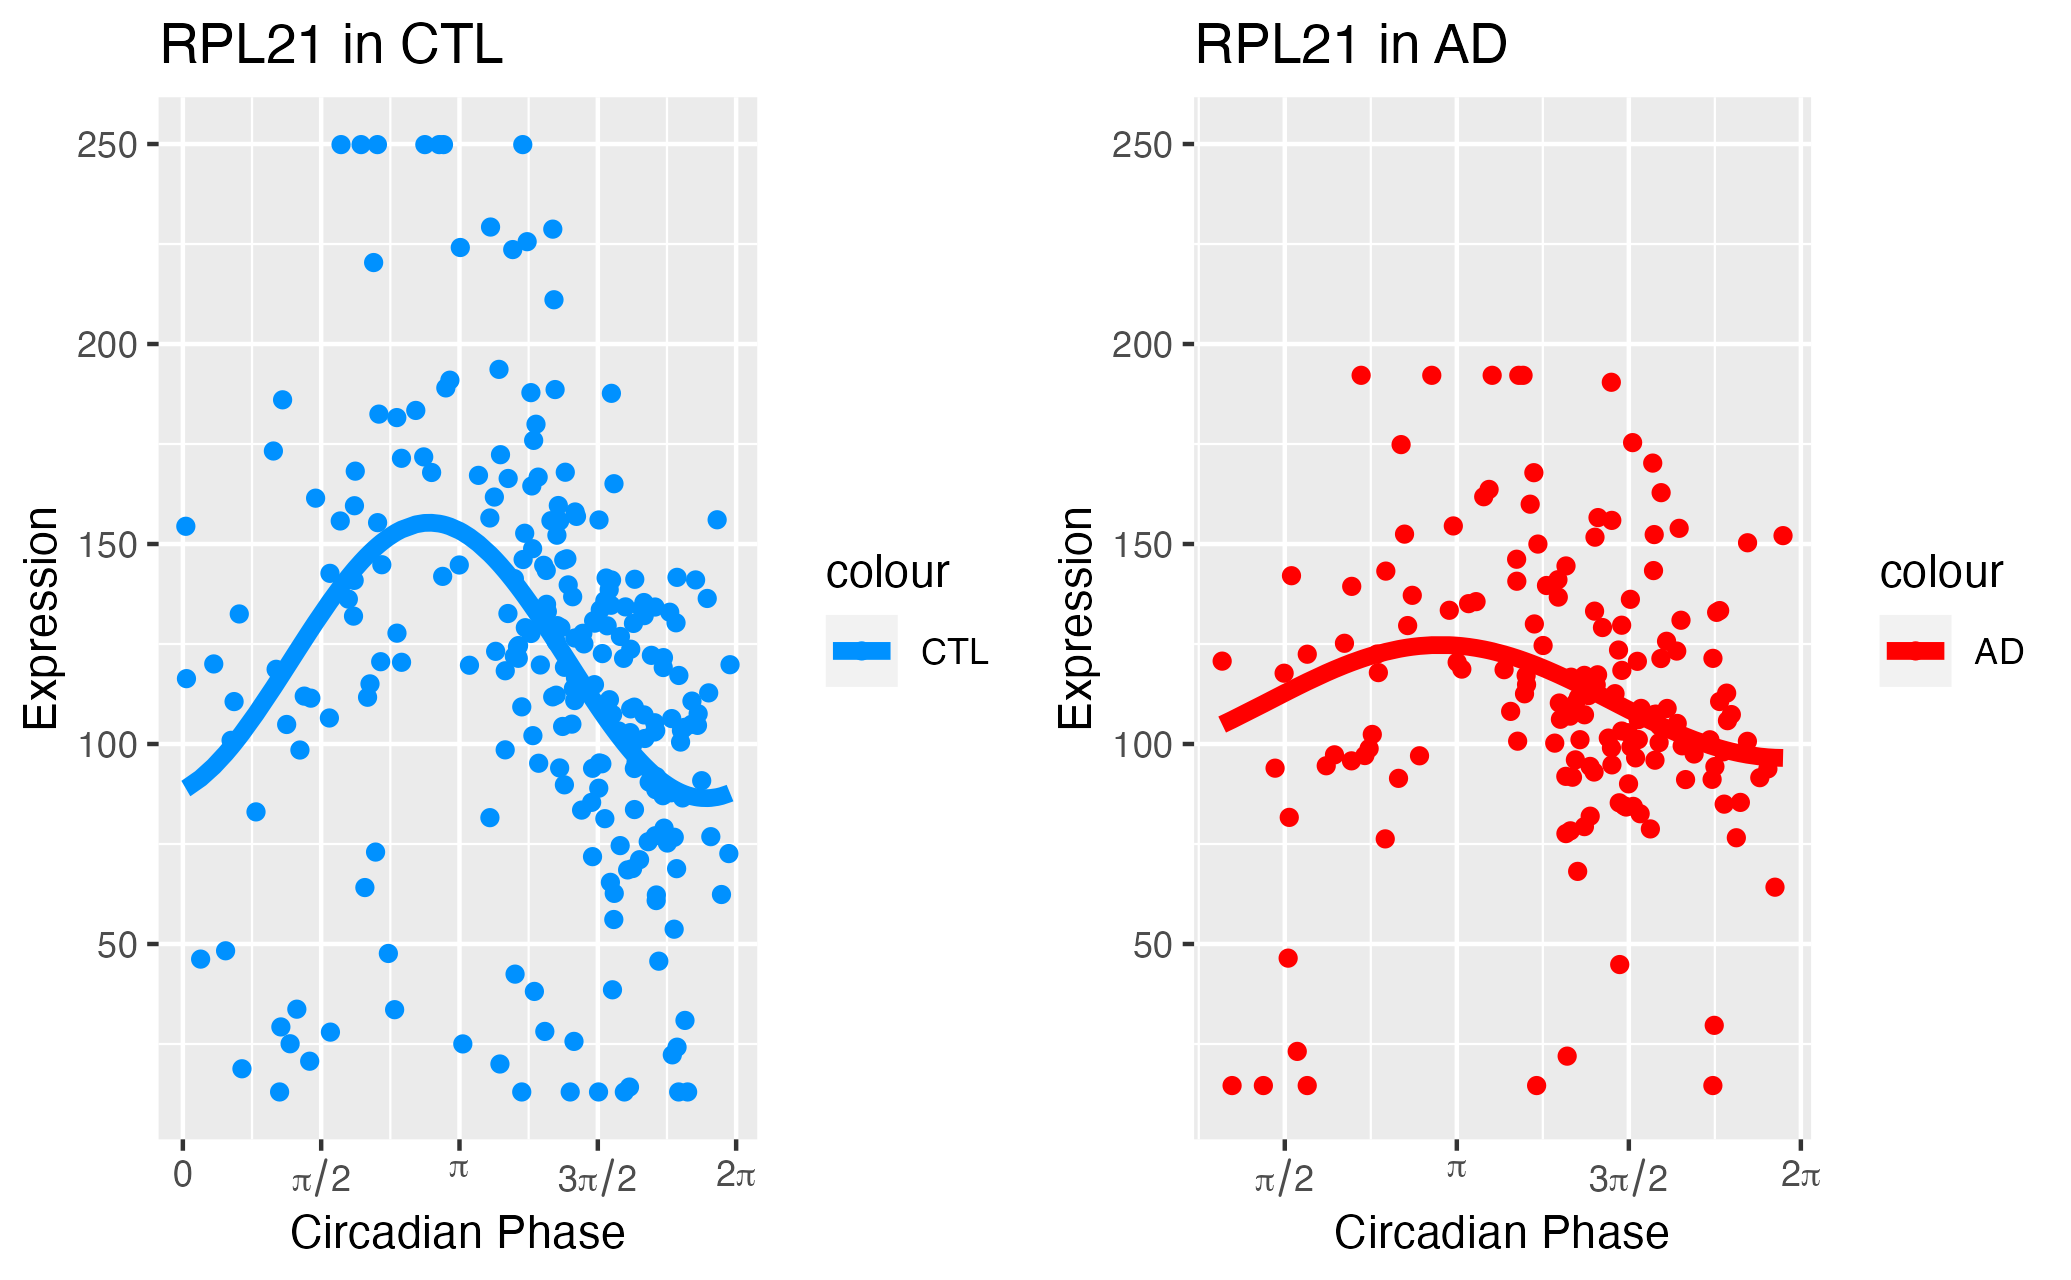 RPL21 in CTL
250
200
150
100
50
Expression
0
π/2
π
3π/2
2π
Circadian Phase
colour
CTL
RPL21 in AD
250
200
150
100
50
Expression
π/2
π
3π/2
2π
Circadian Phase
colour
AD